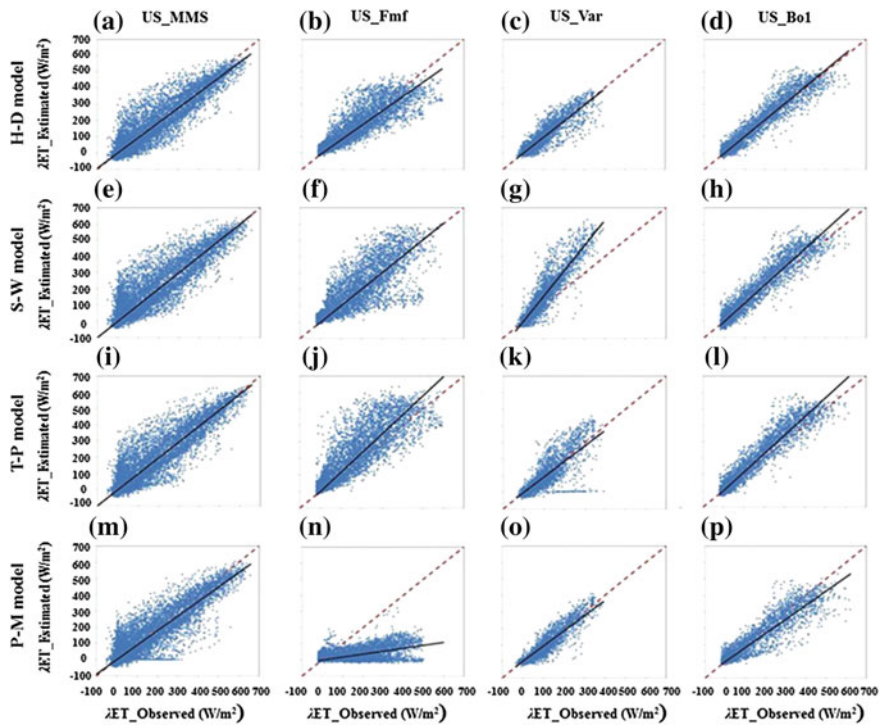 (a) US_MMS (b) US_Fmf (c) US_Var (d) US_Bo1
H-D model
λET_Estimated (W/m²)
700
600
500
400
300
200
100
0
-100
(e) (f) (g) (h)
S-W model
λET_Estimated (W/m²)
700
600
500
400
300
200
100
0
-100
(i) (j) (k) (l)
T-P model
λET_Estimated (W/m²)
700
600
500
400
300
200
100
0
-100
(m) (n) (o) (p)
P-M model
λET_Estimated (W/m²)
700
600
500
400
300
200
100
0
-100
-100 0 100 200 300 400 500 600 700 -100 0 100 200 300 400 500 600 700 -100 0 100 200 300 400 500 600 700 -100 0 100 200 300 400 500 600 700
λET_Observed (W/m²) λET_Observed (W/m²) λET_Observed (W/m²) λET_Observed (W/m²)